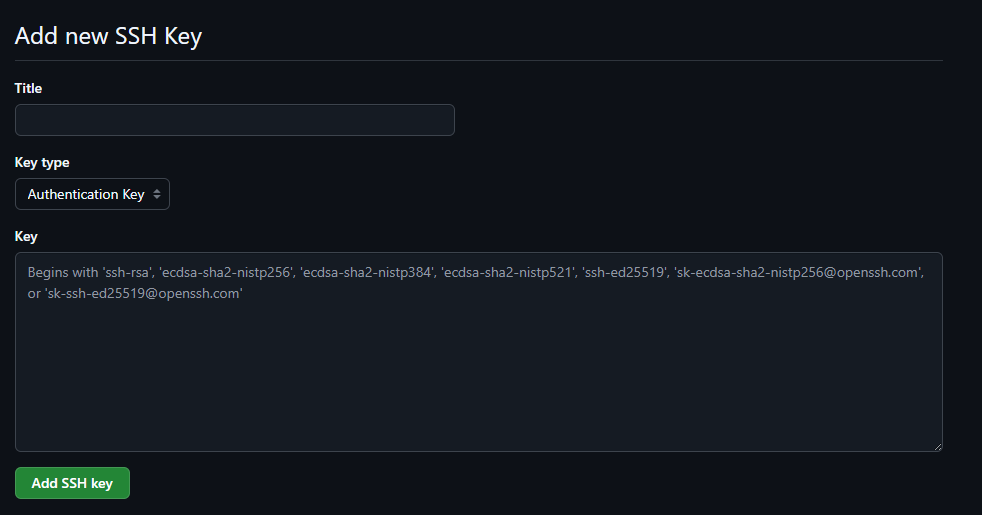 Add new SSH Key
Title
Key type
Authentication Key
Key
Begins with 'ssh-rsa', 'ecdsa-sha2-nistp256', 'ecdsa-sha2-nistp384', 'ecdsa-sha2-nistp521', 'ssh-ed25519', 'sk-ecdsa-sha2-nistp256@openssh.com',
or 'sk-ssh-ed25519@openssh.com'
Add SSH key